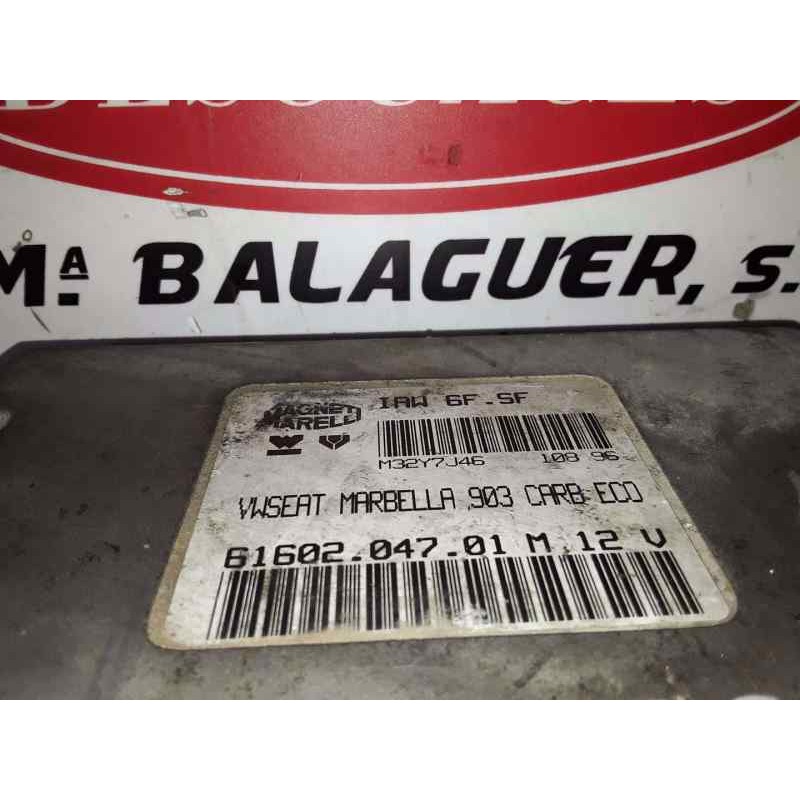 Mª BALAGUER, S.
MAGNETI MARELLI
IAW 6F.SF
M32Y7J46 108 96
VWSEAT MARBELLA 903 CARB ECO
61602.047.01 M 12 V